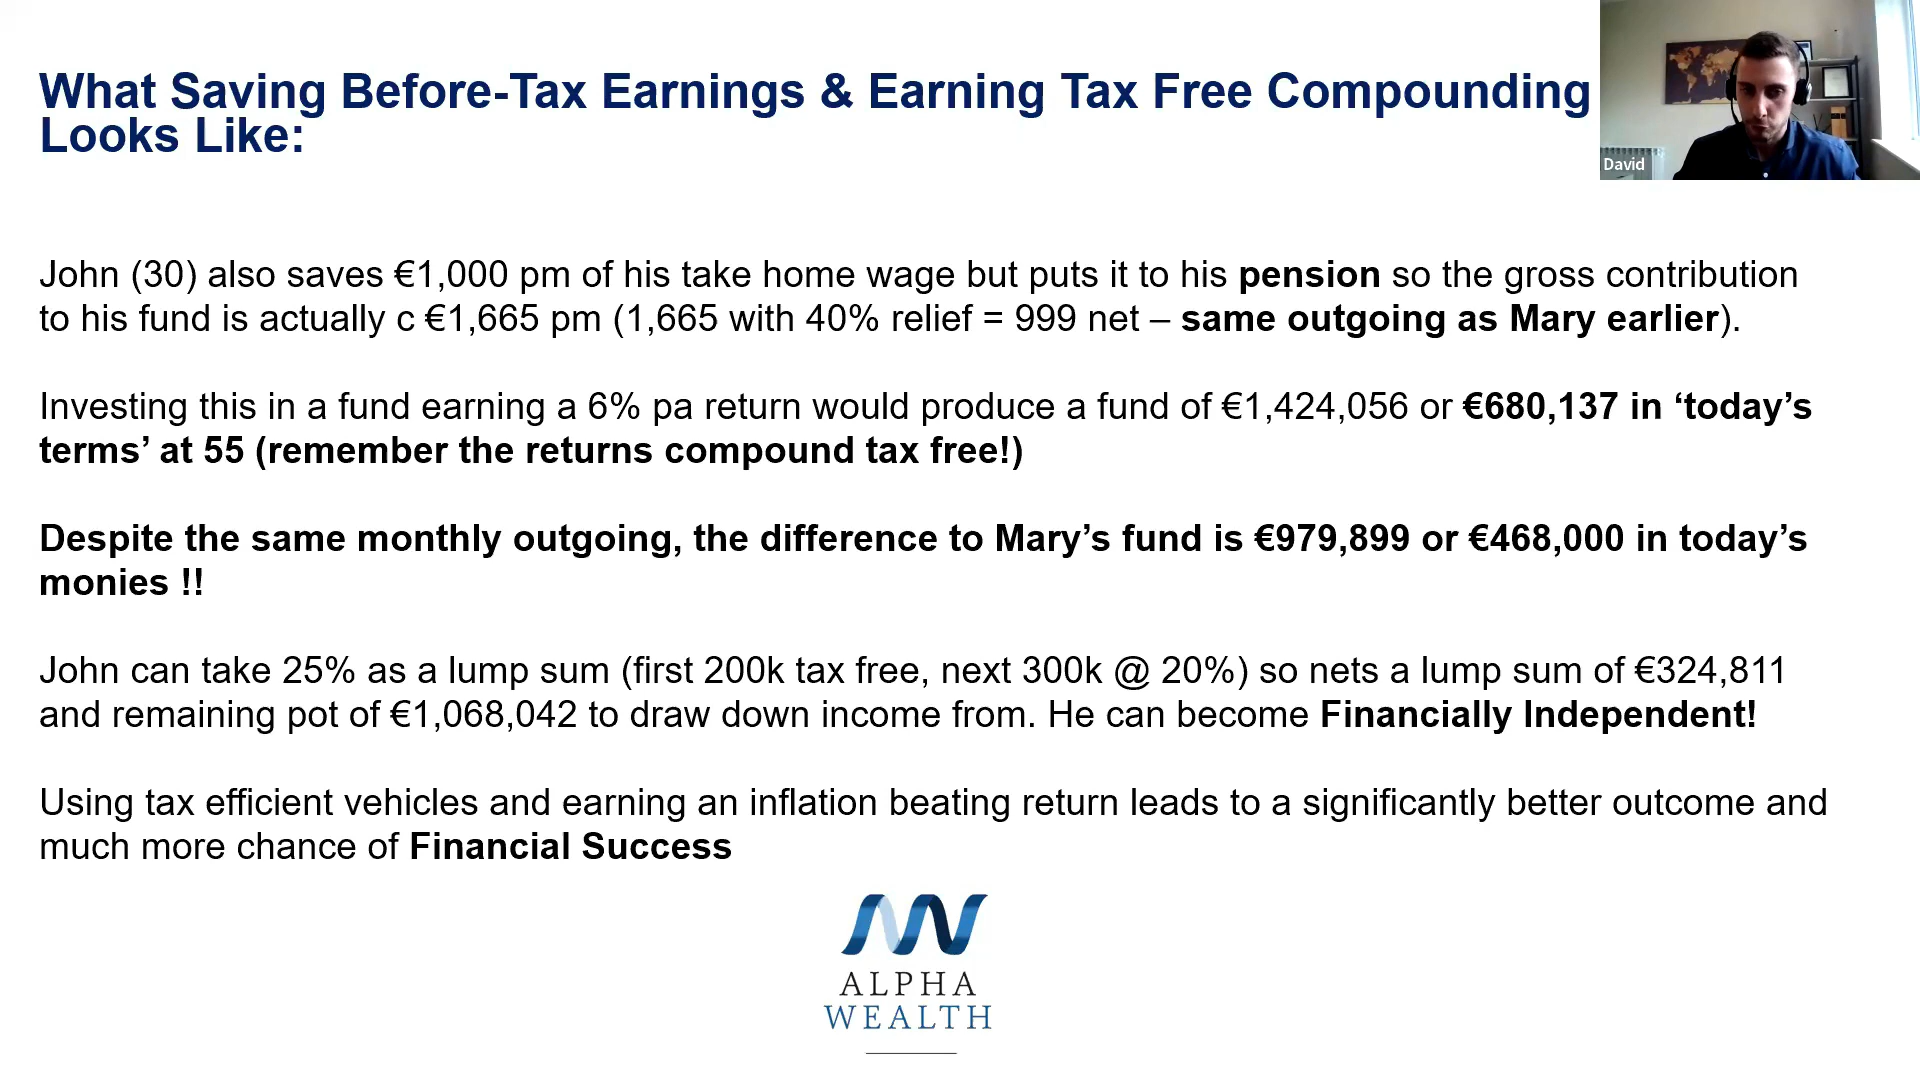 What Saving Before-Tax Earnings & Earning Tax Free Compounding
Looks Like:
David
John (30) also saves €1,000 pm of his take home wage but puts it to his pension so the gross contribution
to his fund is actually c €1,665 pm (1,665 with 40% relief = 999 net – same outgoing as Mary earlier).
Investing this in a fund earning a 6% pa return would produce a fund of €1,424,056 or €680,137 in ‘today’s
terms’ at 55 (remember the returns compound tax free!)
Despite the same monthly outgoing, the difference to Mary’s fund is €979,899 or €468,000 in today’s
monies !!
John can take 25% as a lump sum (first 200k tax free, next 300k @ 20%) so nets a lump sum of €324,811
and remaining pot of €1,068,042 to draw down income from. He can become Financially Independent!
Using tax efficient vehicles and earning an inflation beating return leads to a significantly better outcome and
much more chance of Financial Success
ALPHA
WEALTH